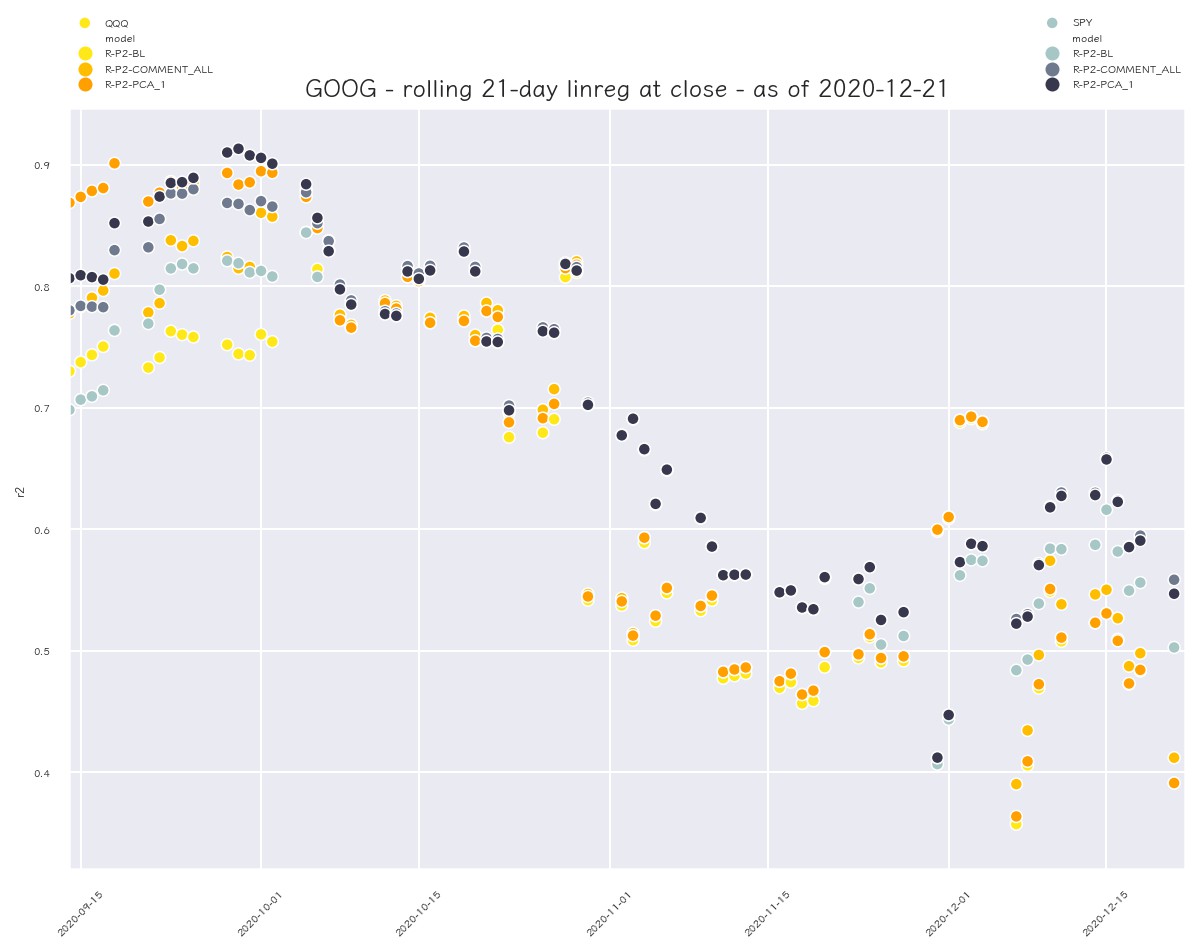 QQQ
model
R-P2-BL
R-P2-COMMENT_ALL
R-P2-PCA_1
SPY
model
R-P2-BL
R-P2-COMMENT_ALL
R-P2-PCA_1
GOOG - rolling 21-day linreg at close - as of 2020-12-21
0.9
0.8
0.7
0.6
0.5
0.4
r2
2020-09-15
2020-10-01
2020-10-15
2020-11-01
2020-11-15
2020-12-01
2020-12-15